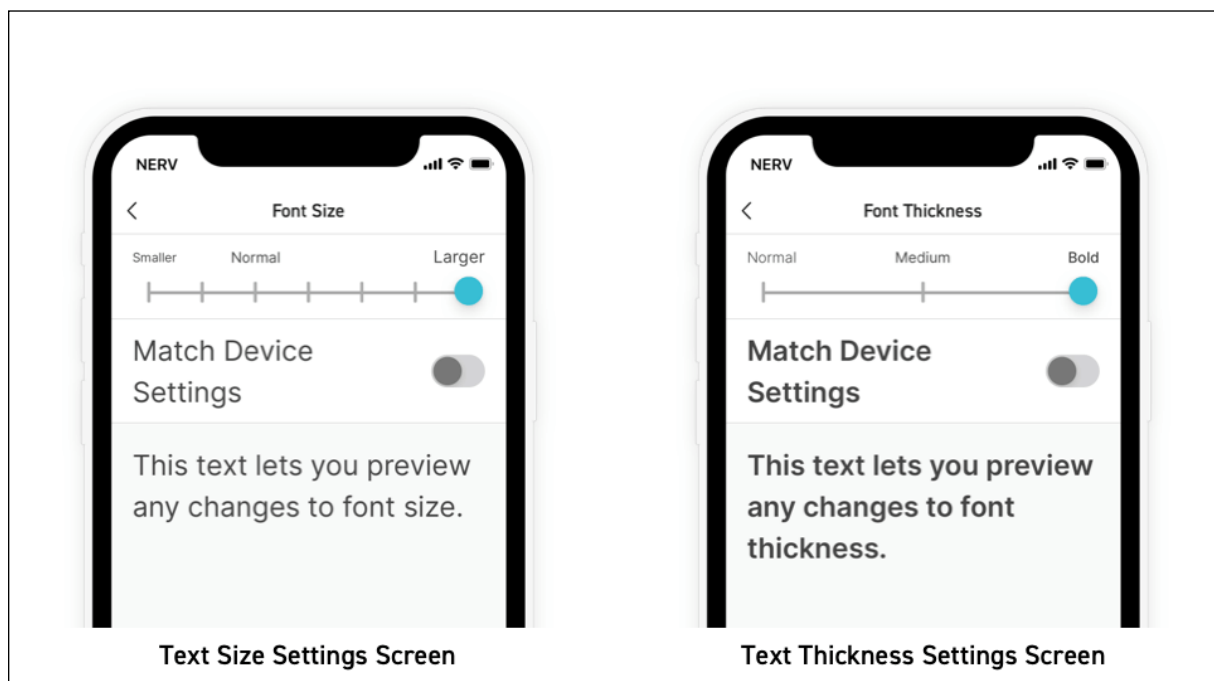 NERV
Font Size
Smaller Normal Larger
Match Device
Settings
This text lets you preview
any changes to font size.
Text Size Settings Screen
NERV
Font Thickness
Normal Medium Bold
Match Device
Settings
This text lets you preview
any changes to font
thickness.
Text Thickness Settings Screen